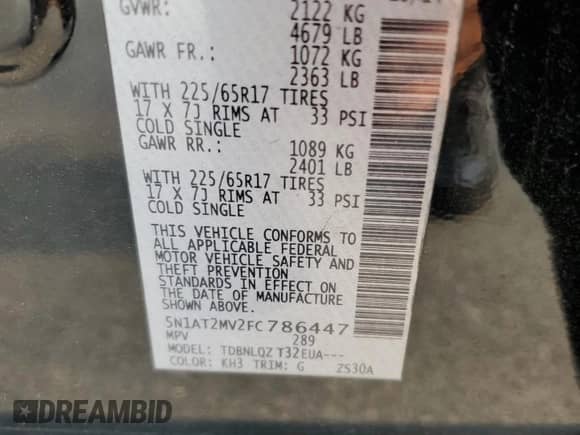 GVWR: 2122 KG
4679 LB
GAWR FR.: 1072 KG
2363 LB
WITH 225/65R17 TIRES
17 X 7J RIMS AT 33 PSI
COLD SINGLE
GAWR RR.: 1089 KG
2401 LB
WITH 225/65R17 TIRES
17 X 7J RIMS AT 33 PSI
COLD SINGLE
THIS VEHICLE CONFORMS TO
ALL APPLICABLE FEDERAL
MOTOR VEHICLE SAFETY AND
THEFT PREVENTION
STANDARDS IN EFFECT ON
THE DATE OF MANUFACTURE
SHOWN ABOVE.
5N1AT2MV2FC786447
MPV 289
MODEL: TDBNLQZ T32EUA---
COLOR: KH3 TRIM: G ZS30A
DREAMBID